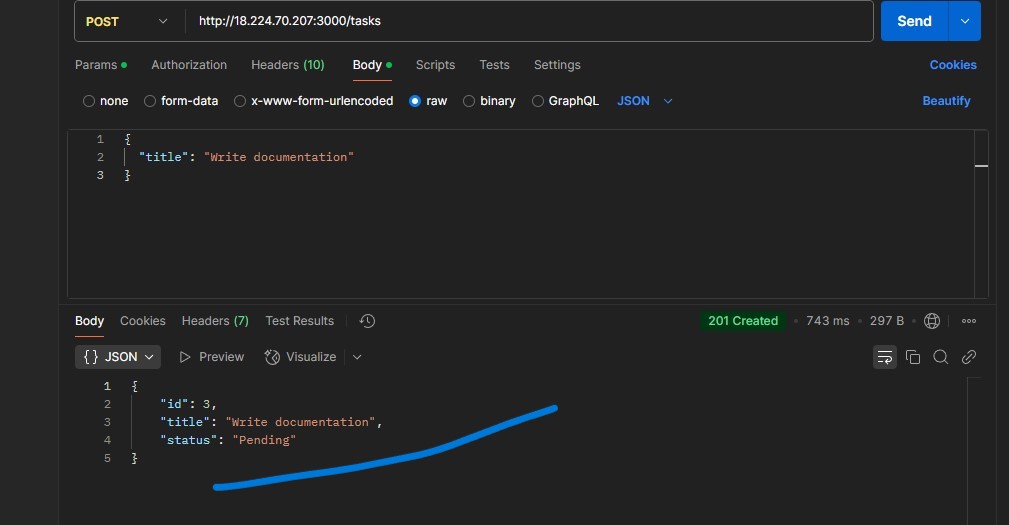 POST http://18.224.70.207:3000/tasks Send
Params Authorization Headers (10) Body Scripts Tests Settings Cookies
none form-data x-www-form-urlencoded raw binary GraphQL JSON Beautify
1 {
2 "title": "Write documentation"
3 }
Body Cookies Headers (7) Test Results 201 Created 743 ms 297 B
{} JSON Preview Visualize
1 {
2 "id": 3,
3 "title": "Write documentation",
4 "status": "Pending"
5 }